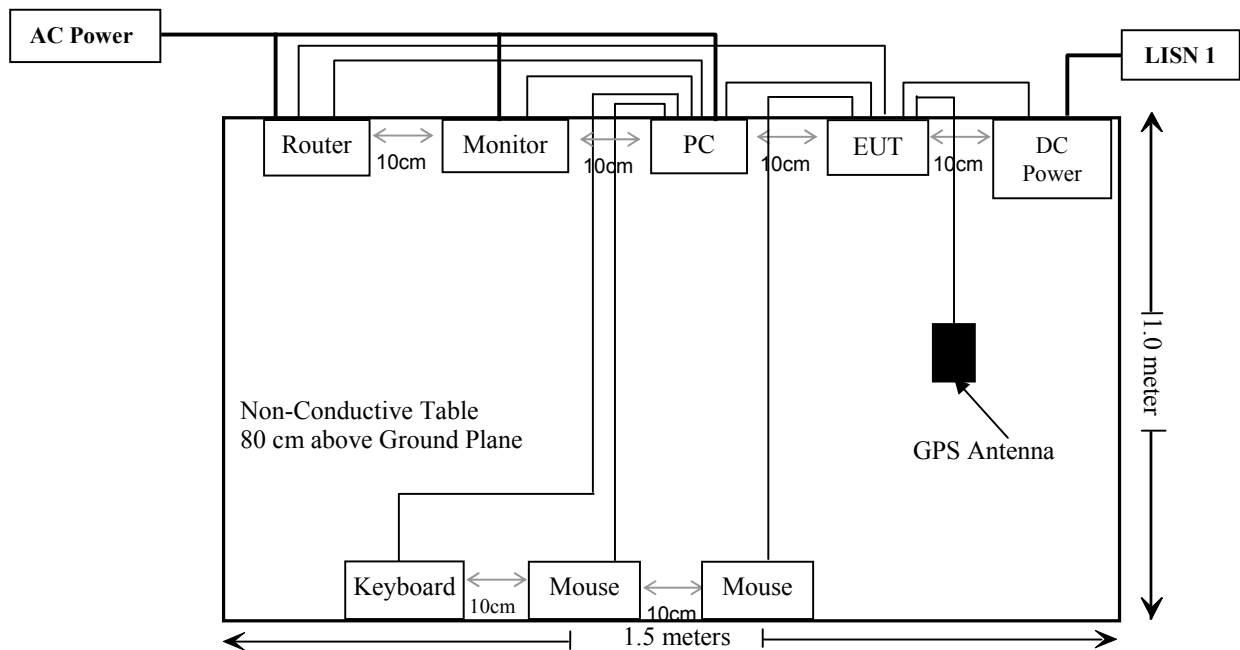 AC Power
LISN 1
Router
Monitor
PC
EUT
DC
Power
10cm
10cm
10cm
10cm
1.0 meter
Non-Conductive Table
80 cm above Ground Plane
GPS Antenna
Keyboard
Mouse
Mouse
10cm
10cm
1.5 meters